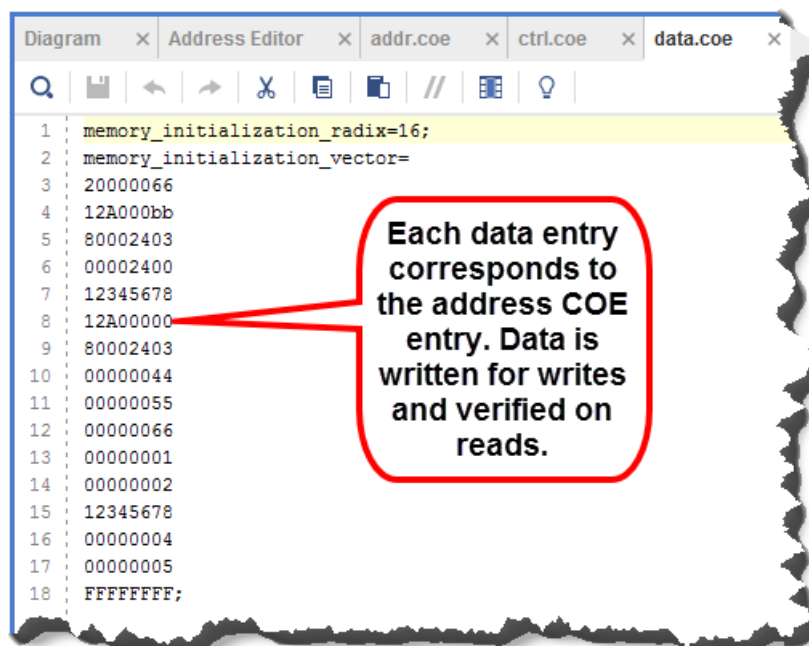 Diagram × Address Editor × addr.coe × ctrl.coe × data.coe ×
1 memory_initialization_radix=16;
2 memory_initialization_vector=
3 20000066
4 12A000bb
5 80002403
6 00002400
7 12345678
8 12A00000
9 80002403
10 00000044
11 00000055
12 00000066
13 00000001
14 00000002
15 12345678
16 00000004
17 00000005
18 FFFFFFFF;
Each data entry
corresponds to
the address COE
entry. Data is
written for writes
and verified on
reads.